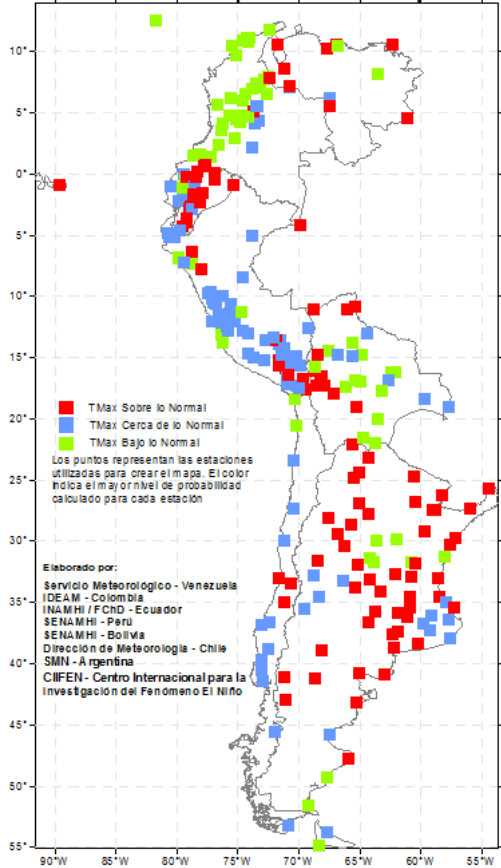 10°
5°
0°
5°
10°
15°
20°
25°
30°
35°
40°
45°
50°
55°
TMax Sobre lo Normal
TMax Cerca de lo Normal
TMax Bajo lo Normal
Los puntos representan las estaciones
utilizadas para crear el mapa. El color
indica el mayor nivel de probabilidad
calculado para cada estación
Elaborado por:
Servicio Meteorológico - Venezuela
IDEAM - Colombia
INAMHI / FChD - Ecuador
SENAMHI - Perú
SENAMHI - Bolivia
Dirección de Meteorologia - Chile
SMN - Argentina
CIIFEN - Centro Internacional para la
Investigación del Fenómeno El Niño
90°W 85°W 80°W 75°W 70°W 65°W 60°W 55°W